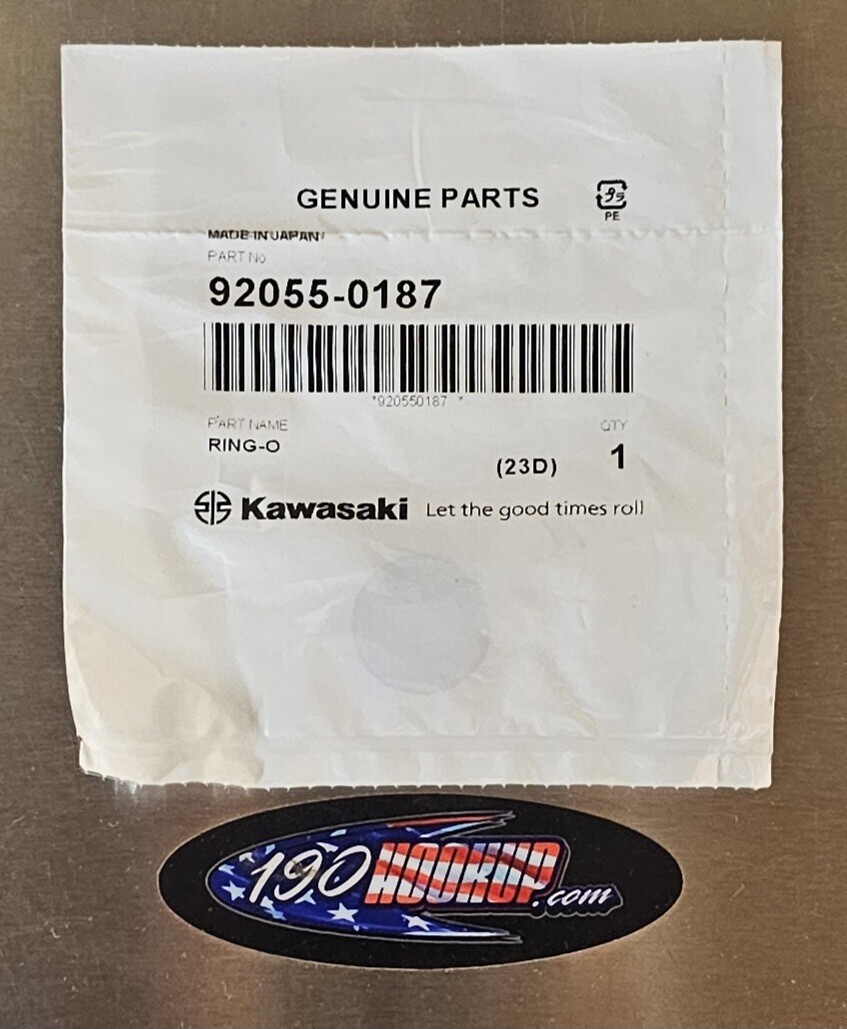 GENUINE PARTS
PE
MADE IN JAPAN
PART No
92055-0187
*920550187 *
PART NAME
QTY
RING-O
(23D)
1
Kawasaki Let the good times roll
190HOOKUP.com